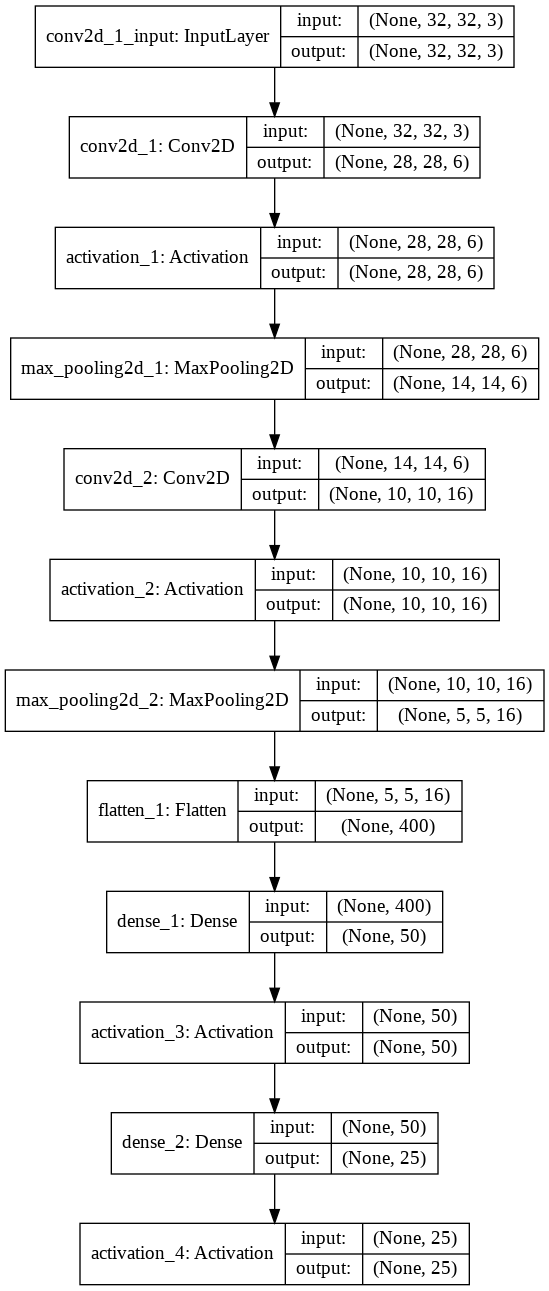 conv2d_1_input: InputLayer
input: (None, 32, 32, 3)
output: (None, 32, 32, 3)
conv2d_1: Conv2D
input: (None, 32, 32, 3)
output: (None, 28, 28, 6)
activation_1: Activation
input: (None, 28, 28, 6)
output: (None, 28, 28, 6)
max_pooling2d_1: MaxPooling2D
input: (None, 28, 28, 6)
output: (None, 14, 14, 6)
conv2d_2: Conv2D
input: (None, 14, 14, 6)
output: (None, 10, 10, 16)
activation_2: Activation
input: (None, 10, 10, 16)
output: (None, 10, 10, 16)
max_pooling2d_2: MaxPooling2D
input: (None, 10, 10, 16)
output: (None, 5, 5, 16)
flatten_1: Flatten
input: (None, 5, 5, 16)
output: (None, 400)
dense_1: Dense
input: (None, 400)
output: (None, 50)
activation_3: Activation
input: (None, 50)
output: (None, 50)
dense_2: Dense
input: (None, 50)
output: (None, 25)
activation_4: Activation
input: (None, 25)
output: (None, 25)